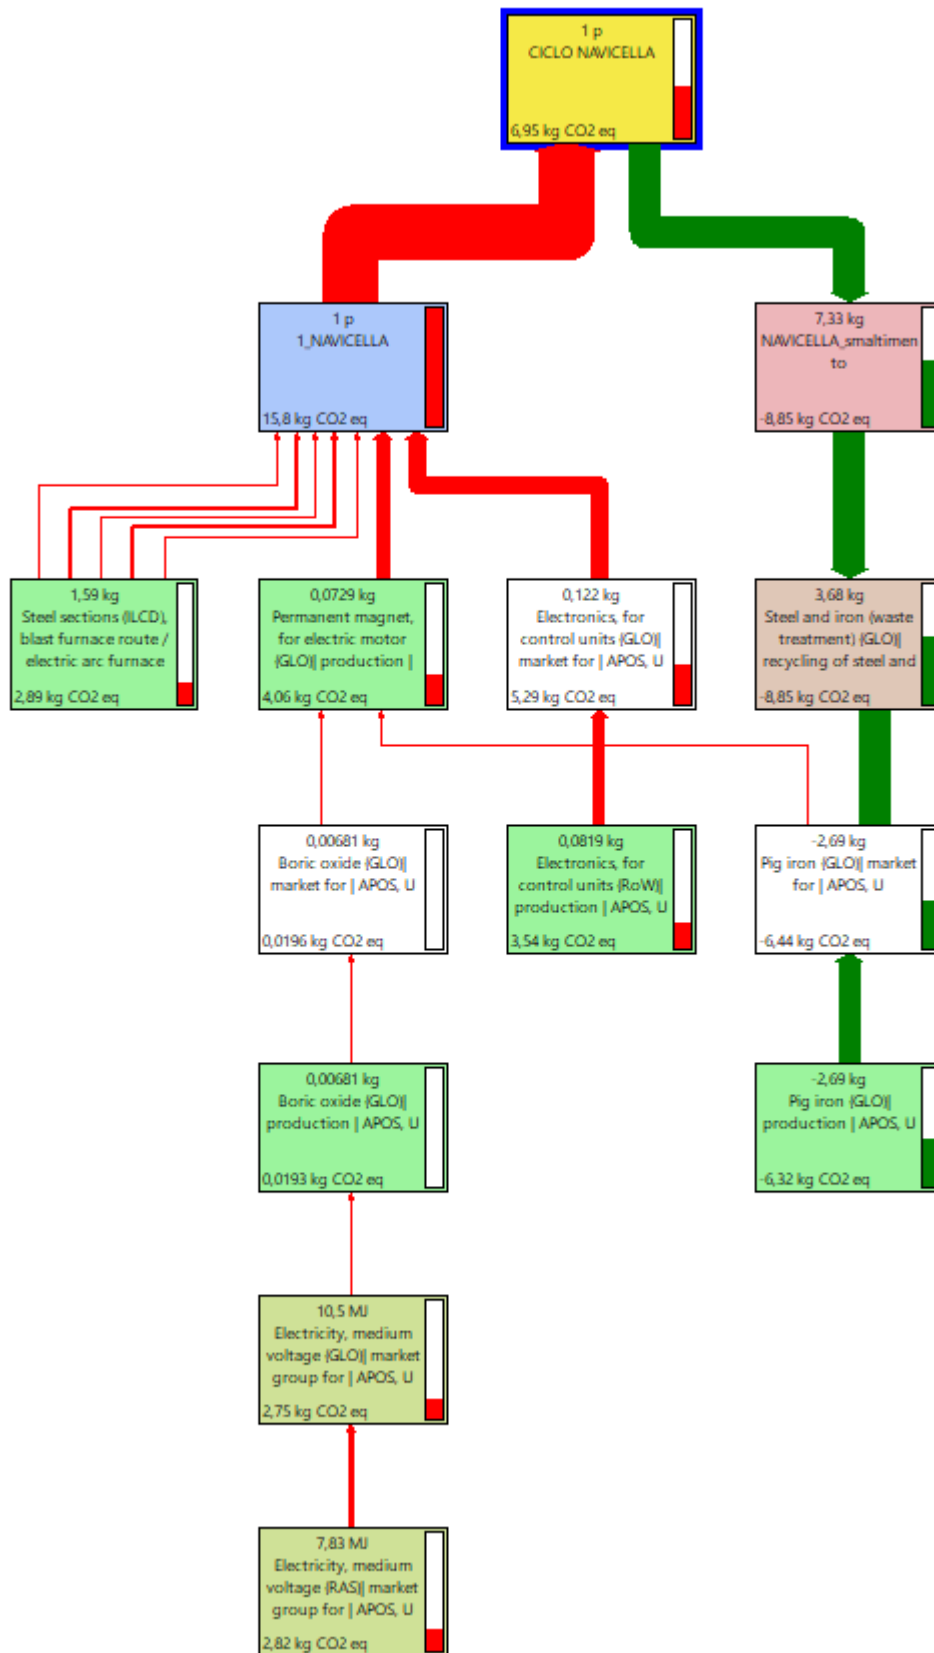 1 p
CICLO NAVICELLA
6,95 kg CO2 eq
1 p
1_NAVICELLA
15,8 kg CO2 eq
7,33 kg
NAVICELLA_smaltimen
to
-8,85 kg CO2 eq
1,59 kg
Steel sections (ILCD),
blast furnace route /
electric arc furnace
2,89 kg CO2 eq
0,0729 kg
Permanent magnet,
for electric motor
{GLO}| production |
4,06 kg CO2 eq
0,122 kg
Electronics, for
control units {GLO}|
market for | APOS, U
5,29 kg CO2 eq
3,68 kg
Steel and iron (waste
treatment) {GLO}|
recycling of steel and
-8,85 kg CO2 eq
0,00681 kg
Boric oxide {GLO}|
market for | APOS, U
0,0196 kg CO2 eq
0,0819 kg
Electronics, for
control units {RoW}|
production | APOS, U
3,54 kg CO2 eq
-2,69 kg
Pig iron {GLO}| market
for | APOS, U
-6,44 kg CO2 eq
0,00681 kg
Boric oxide {GLO}|
production | APOS, U
0,0193 kg CO2 eq
-2,69 kg
Pig iron {GLO}|
production | APOS, U
-6,32 kg CO2 eq
10,5 MJ
Electricity, medium
voltage {GLO}| market
group for | APOS, U
2,75 kg CO2 eq
7,83 MJ
Electricity, medium
voltage {RAS}| market
group for | APOS, U
2,82 kg CO2 eq